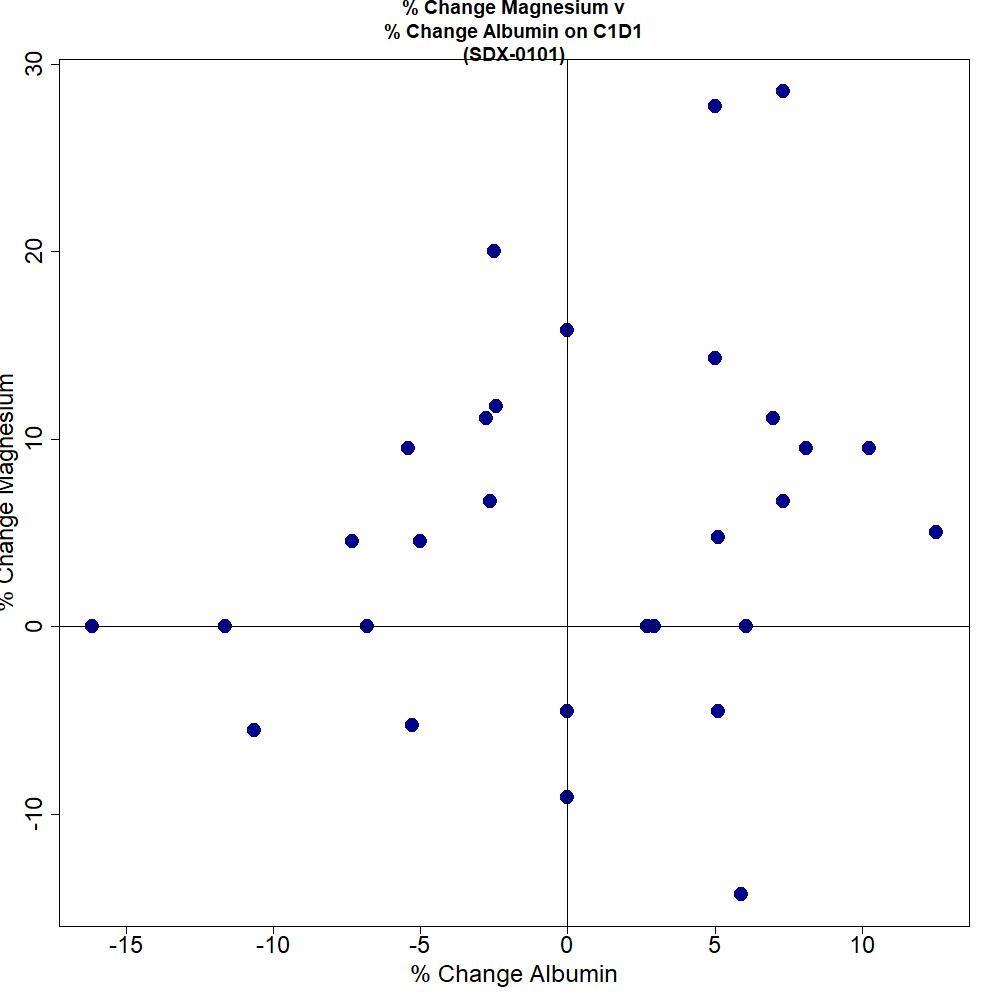 % Change Magnesium v
% Change Albumin on C1D1
(SDX-0101)
30
20
10
0
-10
% Change Magnesium
-15 -10 -5 0 5 10
% Change Albumin